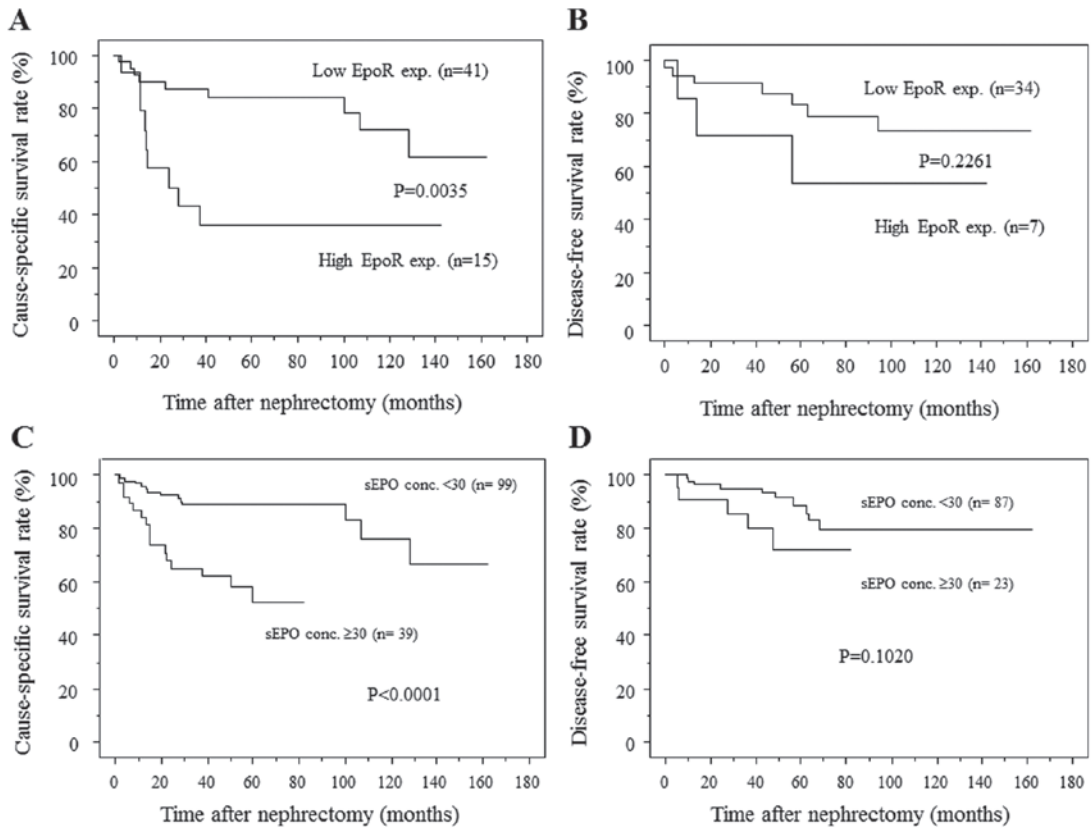 A
Cause-specific survival rate (%)
100
80
60
40
20
0
Low EpoR exp. (n=41)
P=0.0035
High EpoR exp. (n=15)
0 20 40 60 80 100 120 140 160 180
Time after nephrectomy (months)
B
Disease-free survival rate (%)
100
80
60
40
20
0
Low EpoR exp. (n=34)
P=0.2261
High EpoR exp. (n=7)
0 20 40 60 80 100 120 140 160 180
Time after nephrectomy (months)
C
Cause-specific survival rate (%)
100
80
60
40
20
0
sEPO conc. <30 (n= 99)
sEPO conc. ≥30 (n= 39)
P<0.0001
0 20 40 60 80 100 120 140 160 180
Time after nephrectomy (months)
D
Disease-free survival rate (%)
100
80
60
40
20
0
sEPO conc. <30 (n= 87)
sEPO conc. ≥30 (n= 23)
P=0.1020
0 20 40 60 80 100 120 140 160 180
Time after nephrectomy (months)